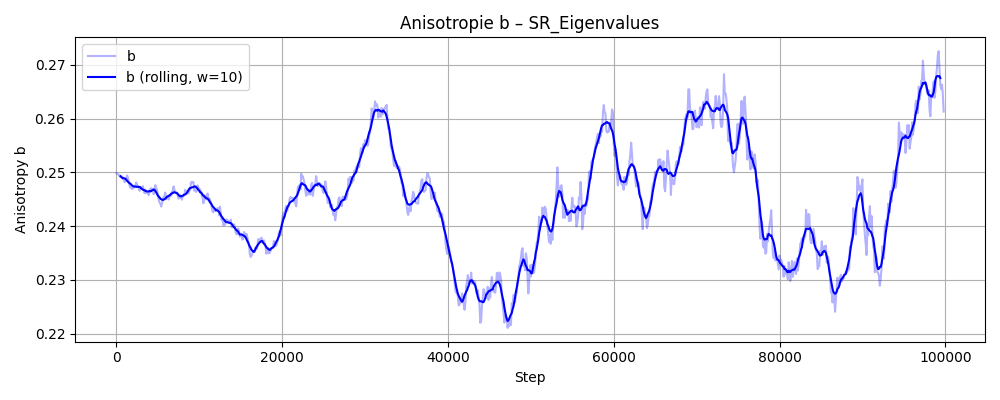 Anisotropie b – SR_Eigenvalues
b
b (rolling, w=10)
Anisotropy b
0.27
0.26
0.25
0.24
0.23
0.22
0 20000 40000 60000 80000 100000
Step